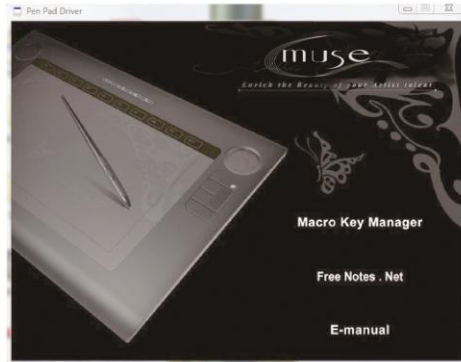 Pen Pad Driver
muse
Enrich the Beauty of your Artist talent
Macro Key Manager
Free Notes . Net
E-manual